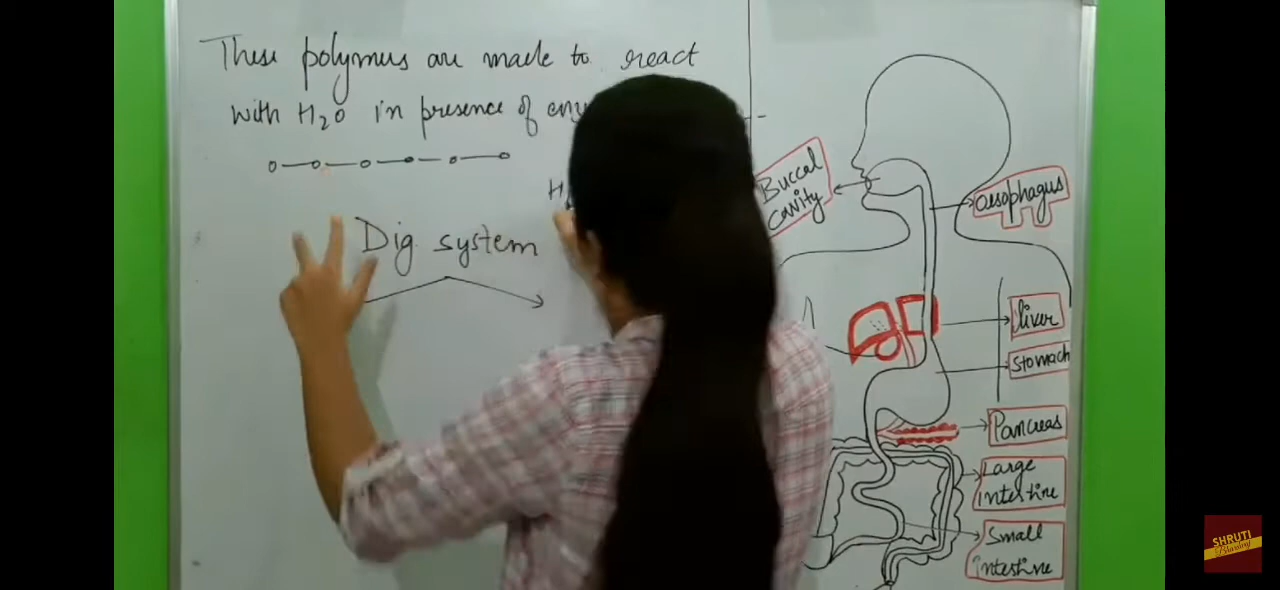 These polymers are made to react
with H2O in presence of
Dig system
Buccal
cavity
oesophagus
liver
stomach
Pancreas
Large
intestine
Small
intestine
SHRUTI